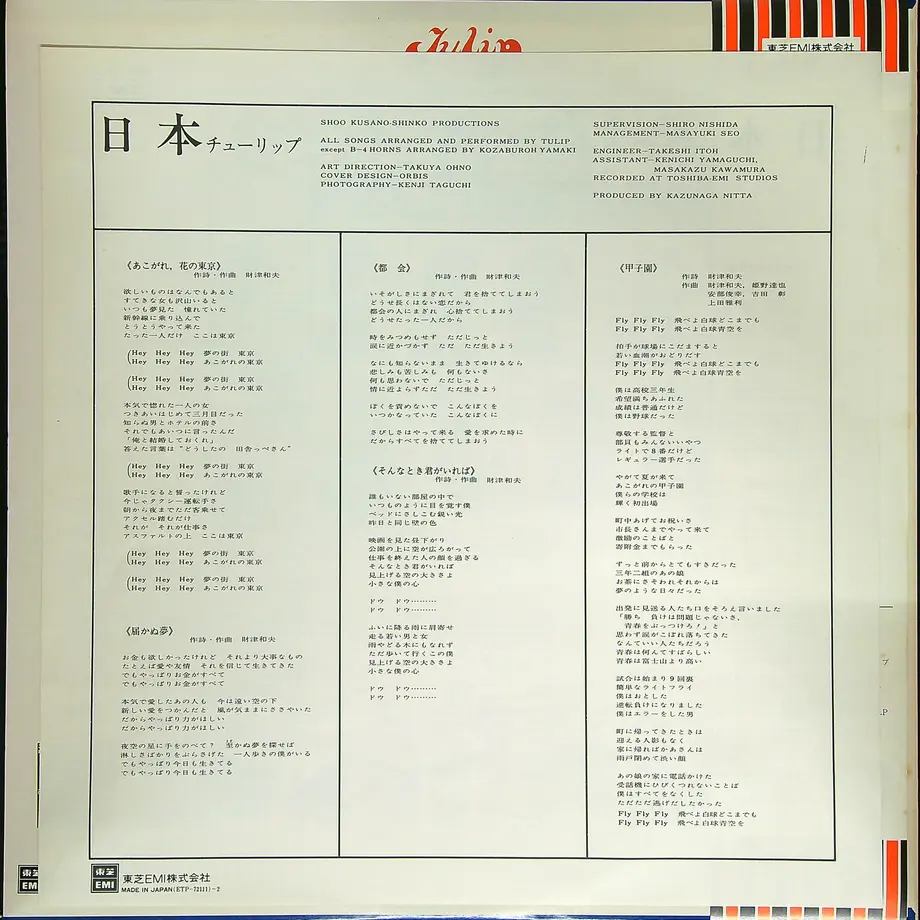 Tulip
東芝EMI株式会社
日本 チューリップ
SHOO KUSANO-SHINKO PRODUCTIONS
ALL SONGS ARRANGED AND PERFORMED BY TULIP
except B-4 HORNS ARRANGED BY KOZABUROH YAMAKI
ART DIRECTION-TAKUYA OHNO
COVER DESIGN-ORBIS
PHOTOGRAPHY-KENJI TAGUCHI
SUPERVISION-SHIRO NISHIDA
MANAGEMENT-MASAYUKI SEO
ENGINEER-TAKESHI ITOH
ASSISTANT-KENICHI YAMAGUCHI,
MASAKAZU KAWAMURA
RECORDED AT TOSHIBA-EMI STUDIOS
PRODUCED BY KAZUNAGA NITTA
《あこがれ，花の東京》
作詩・作曲 財津和夫
欲しいものはなんでもあると
すてきな女も沢山いると
いつも夢見た 憧れていた
新幹線に乗り込んで
とうとうやって来た
たった一人だけ ここは東京
(Hey Hey Hey 夢の街 東京
Hey Hey Hey あこがれの東京
(Hey Hey Hey 夢の街 東京
Hey Hey Hey あこがれの東京
本気で惚れた一人の女
つきあいはじめて三月目だった
知らぬ男とホテルの前さ
それでもあいつに言ったんだ
「俺と結婚しておくれ」
答えた言葉は“どうしたの 田舎っぺさん”
(Hey Hey Hey 夢の街 東京
Hey Hey Hey あこがれの東京
歌手になると誓ったけれど
今じゃタクシー運転手さ
朝から夜までただ客乗せて
アクセル踏むだけ
それが それが仕事さ
アスファルトの上 ここは東京
(Hey Hey Hey 夢の街 東京
Hey Hey Hey あこがれの東京
(Hey Hey Hey 夢の街 東京
Hey Hey Hey あこがれの東京
《届かぬ夢》
作詩・作曲 財津和夫
お金も欲しかったけれど それより大事なもの
たとえば愛や友情 それを信じて生きてきた
でもやっぱりお金がすべて
でもやっぱりお金がすべて
本気で愛したあの人も 今は遠い空の下
新しい愛をつかんだと 風が気ままにささやいた
だからやっぱり力がほしい
だからやっぱり力がほしい
夜空の星に手をのべて？ かぬ夢を探せば
淋しさばかりをぶらさげた 一人歩きの僕がいる
でもやっぱり今日も生きてる
でもやっぱり今日も生きてる
《都 会》
作詩・作曲 財津和夫
いそがしさにまぎれて 君を捨ててしまおう
どうせ長くはない恋だから
都会の人にまぎれ 心捨ててしまおう
どうせたった一人だから
時をみつめもせず ただじっと
涙に近かづかず ただ ただ生きよう
なにも知らないまま 生きてゆけるなら
悲しみも苦しみも 何もないさ
何も思わないで ただじっと
情に近よらずただ ただ生きよう
ぼくを責めないで こんなぼくを
いつかなっていた こんなぼくに
さびしさはやって来る 愛を求めた時に
だからすべてを捨ててしまおう
《そんなとき君がいれば》
作詩・作曲 財津和夫
誰もいない部屋の中で
いつものように目を覚す僕
ベッドにさしこむ鋭い光
昨日と同じ壁の色
映画を見た昼下がり
公園の上に空が広ろがって
仕事を終えた人の顔を過ぎる
そんなとき君がいれば
見上げる空の大きさよ
小さな僕の心
ドゥ ドゥ………
ドゥ ドゥ………
ふいに降る雨に肩寄せ
走る若い男と女
雨やどる木にもなれず
ただ歩いて行くこの僕
見上げる空の大きさよ
小さな僕の心
ドゥ ドゥ………
ドゥ ドゥ………
《甲子園》
作詩 財津和夫
作曲 財津和夫，姫野達也
安部俊幸，吉田 彰
上田雅利
Fly Fly Fly 飛べよ白球どこまでも
Fly Fly Fly 飛べよ白球青空を
拍手が球場にこだますると
若い血潮がおどりだす
Fly Fly Fly 飛べよ白球どこまでも
Fly Fly Fly 飛べよ白球青空を
僕は高校三年生
希望満ちあふれた
成績は普通だけど
僕は野球だった
尊敬する監督と
部員もみんないいやつ
ライトで８番だけど
レギュラー選手だった
やがて夏が来て
あこがれの甲子園
僕らの学校は
輝く初出場
町中あげてお祝いさ
市長さんまでやって来て
激励のことばと
寄附金までもらった
ずっと前からとてもすきだった
三年二組のあの娘
お茶にさそわれそれからは
夢のような日々だった
出発に見送る人たち口をそろえ言いました
「勝ち 負けは問題じゃないさ，
青春をぶっつけろ！」と
思わず涙がこぼれ落ちてきた
なんていい人たちだろう
青春は何んてすばらしい
青春は富士山より高い
試合は始まり９回裏
簡単なライトフライ
僕はおとした
逆転負けになりました
僕はエラーをした男
町に帰ってきたときは
迎える人影もなく
家に帰ればかあさんは
雨戸閉めて渋い顔
あの娘の家に電話かけた
受話機にひびくつれないことば
僕はすべてをなくした
ただただ逃げだしたかった
Fly Fly Fly 飛べよ白球どこまでも
Fly Fly Fly 飛べよ白球青空を
東芝
EMI
東芝EMI株式会社
MADE IN JAPAN(ETP-72111)-2
東芝
EM
プ
.P